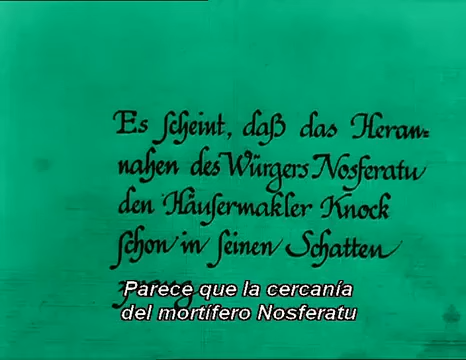 Es scheint, daß das Heran=
nahen des Würgers Nosferatu
den Häusermakler Knock
schon in seinen Schatten
Parece que la cercanía
del mortífero Nosferatu